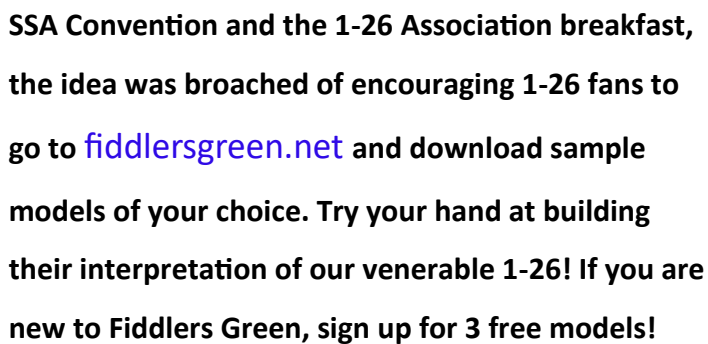 SSA Convention and the 1-26 Association breakfast,
the idea was broached of encouraging 1-26 fans to
go to fiddlersgreen.net and download sample
models of your choice. Try your hand at building
their interpretation of our venerable 1-26! If you are
new to Fiddlers Green, sign up for 3 free models!